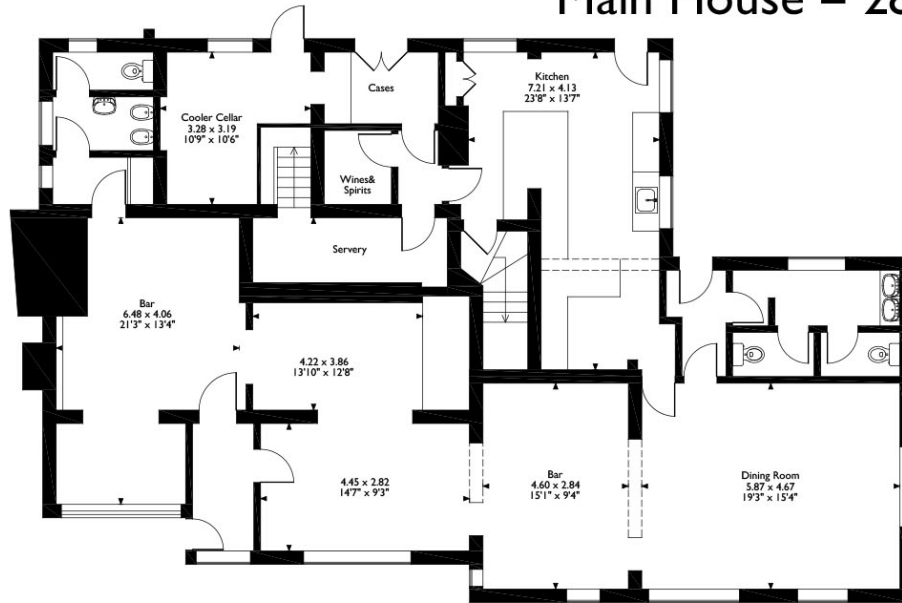 Main House – 28
Kitchen
7.21 x 4.13
23'8" x 13'7"
Cases
Cooler Cellar
3.28 x 3.19
10'9" x 10'6"
Wines&
Spirits
Servery
Bar
6.48 x 4.06
21'3" x 13'4"
4.22 x 3.86
13'10" x 12'8"
4.45 x 2.82
14'7" x 9'3"
Bar
4.60 x 2.84
15'1" x 9'4"
Dining Room
5.87 x 4.67
19'3" x 15'4"